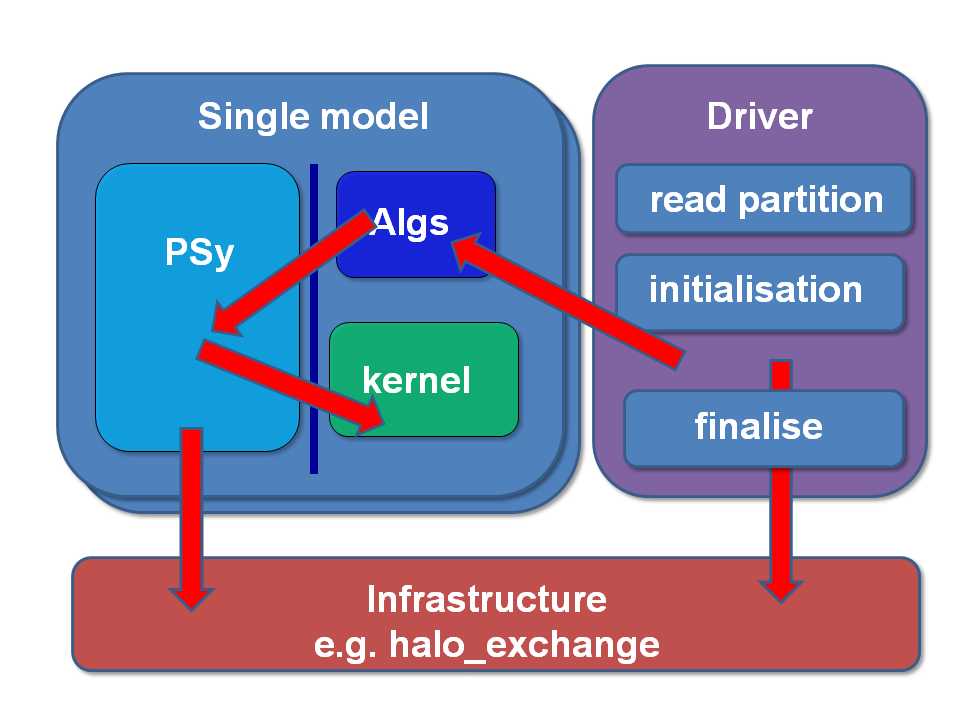 Single model
PSy
Algs
kernel
Driver
read partition
initialisation
finalise
Infrastructure
e.g. halo_exchange